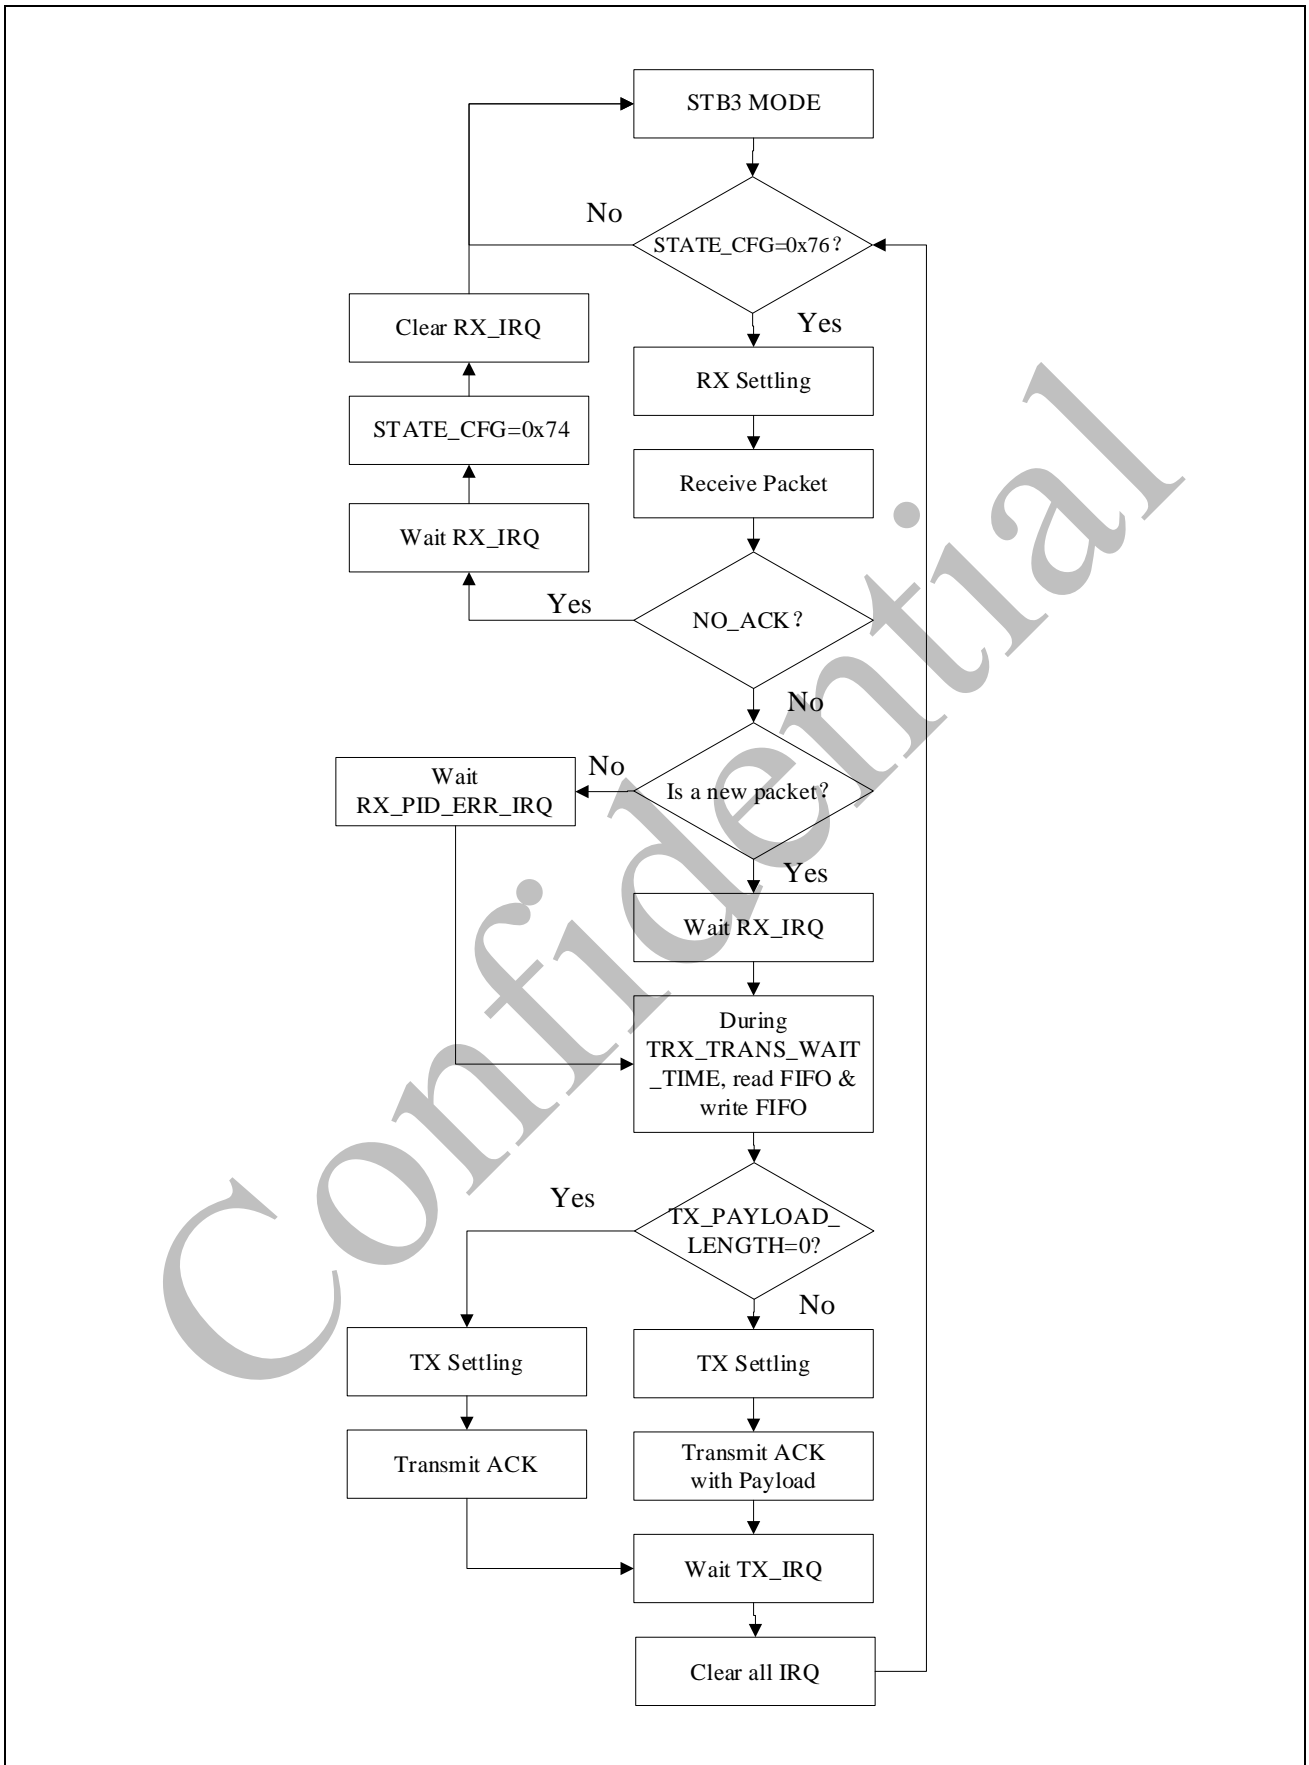 STB3 MODE
No
STATE_CFG=0x76?
Yes
Clear RX_IRQ
RX Settling
STATE_CFG=0x74
Receive Packet
Wait RX_IRQ
Yes
NO_ACK?
No
Wait
RX_PID_ERR_IRQ
No
Is a new packet?
Yes
Wait RX_IRQ
During
TRX_TRANS_WAIT
_TIME, read FIFO &
write FIFO
Yes
TX_PAYLOAD_
LENGTH=0?
No
TX Settling
TX Settling
Transmit ACK
Transmit ACK
with Payload
Wait TX_IRQ
Clear all IRQ
Confidential